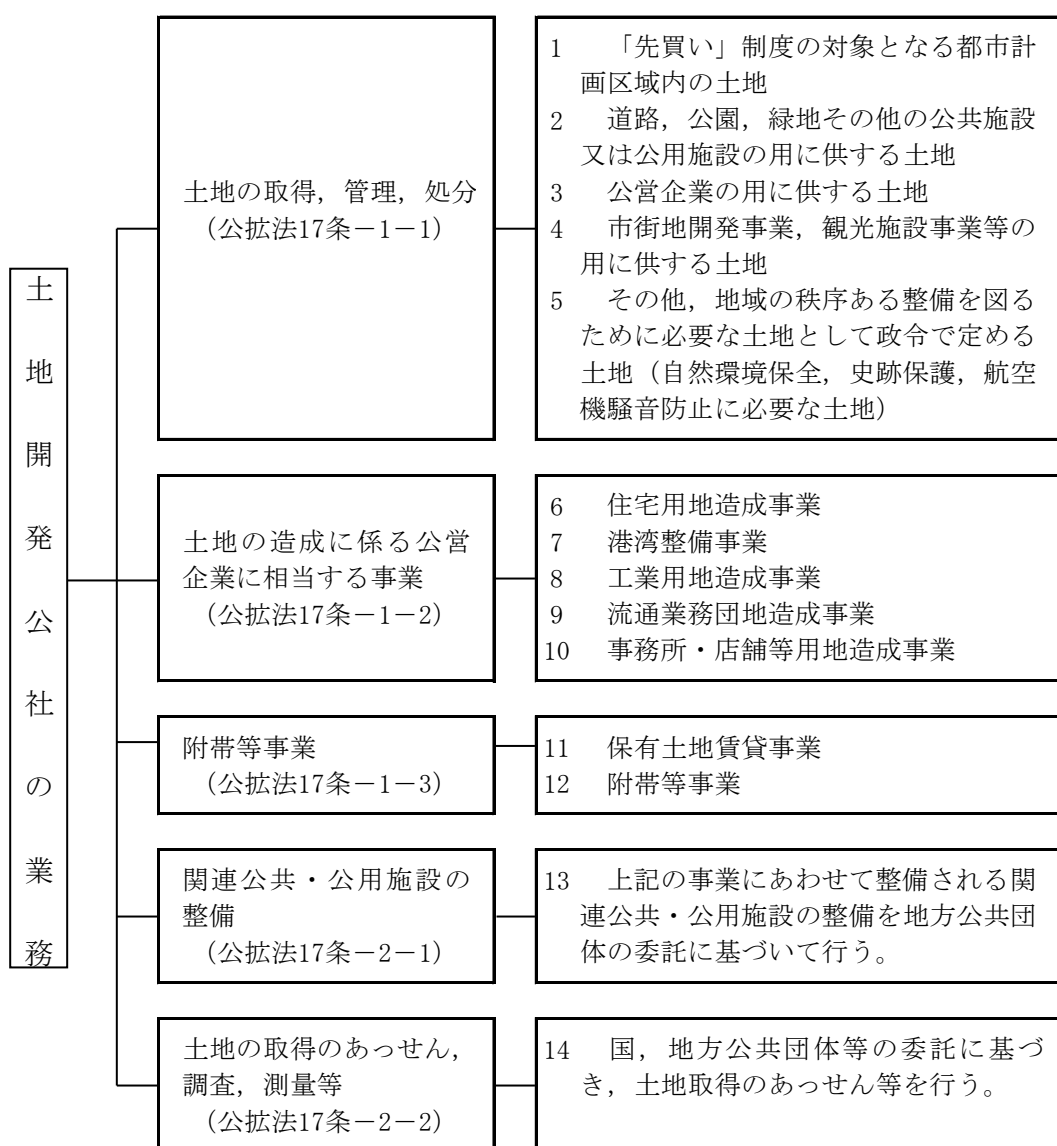 土地開発公社の業務
土地の取得，管理，処分
（公拡法17条－1－1）
1　「先買い」制度の対象となる都市計
画区域内の土地
2　道路，公園，緑地その他の公共施設
又は公用施設の用に供する土地
3　公営企業の用に供する土地
4　市街地開発事業，観光施設事業等の
用に供する土地
5　その他，地域の秩序ある整備を図る
ために必要な土地として政令で定める
土地（自然環境保全，史跡保護，航空
機騒音防止に必要な土地）
土地の造成に係る公営
企業に相当する事業
（公拡法17条－1－2）
6　住宅用地造成事業
7　港湾整備事業
8　工業用地造成事業
9　流通業務団地造成事業
10　事務所・店舗等用地造成事業
附帯等事業
（公拡法17条－1－3）
11　保有土地賃貸事業
12　附帯等事業
関連公共・公用施設の
整備
（公拡法17条－2－1）
13　上記の事業にあわせて整備される関
連公共・公用施設の整備を地方公共団
体の委託に基づいて行う。
土地の取得のあっせん，
調査，測量等
（公拡法17条－2－2）
14　国，地方公共団体等の委託に基づ
き，土地取得のあっせん等を行う。